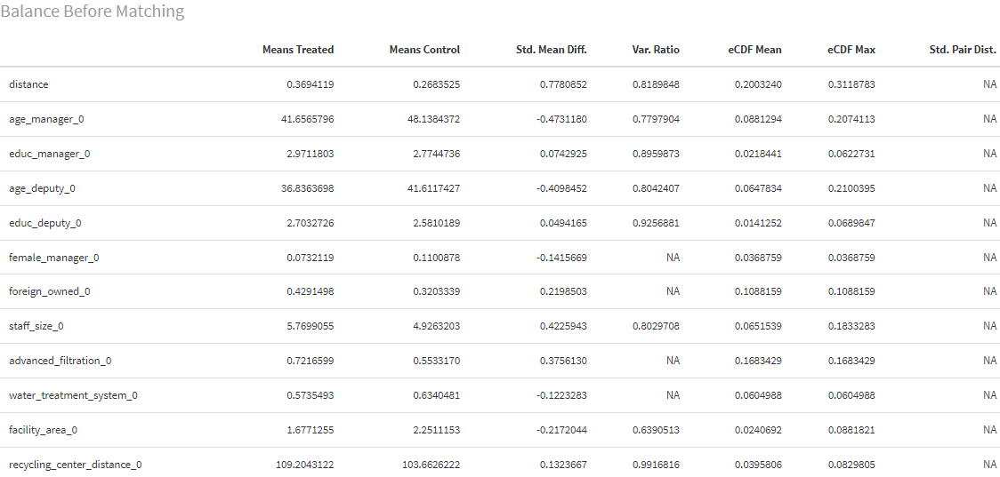 Balance Before Matching
Means Treated Means Control Std. Mean Diff. Var. Ratio eCDF Mean eCDF Max Std. Pair Dist.
distance 0.3694119 0.2683525 0.7780852 0.8189848 0.2003240 0.3118783 NA
age_manager_0 41.6565796 48.1384372 -0.4731180 0.7797904 0.0881294 0.2074113 NA
educ_manager_0 2.9711803 2.7744736 0.0742925 0.8959873 0.0218441 0.0622731 NA
age_deputy_0 36.8363698 41.6117427 -0.4098452 0.8042407 0.0647834 0.2100395 NA
educ_deputy_0 2.7032726 2.5810189 0.0494165 0.9256881 0.0141252 0.0689847 NA
female_manager_0 0.0732119 0.1100878 -0.1415669 NA 0.0368759 0.0368759 NA
foreign_owned_0 0.4291498 0.3203339 0.2198503 NA 0.1088159 0.1088159 NA
staff_size_0 5.7699055 4.9263203 0.4225943 0.8029708 0.0651539 0.1833283 NA
advanced_filtration_0 0.7216599 0.5533170 0.3756130 NA 0.1683429 0.1683429 NA
water_treatment_system_0 0.5735493 0.6340481 -0.1223283 NA 0.0604988 0.0604988 NA
facility_area_0 1.6771255 2.2511153 -0.2172044 0.6390513 0.0240692 0.0881821 NA
recycling_center_distance_0 109.2043122 103.6626222 0.1323667 0.9916816 0.0395806 0.0829805 NA